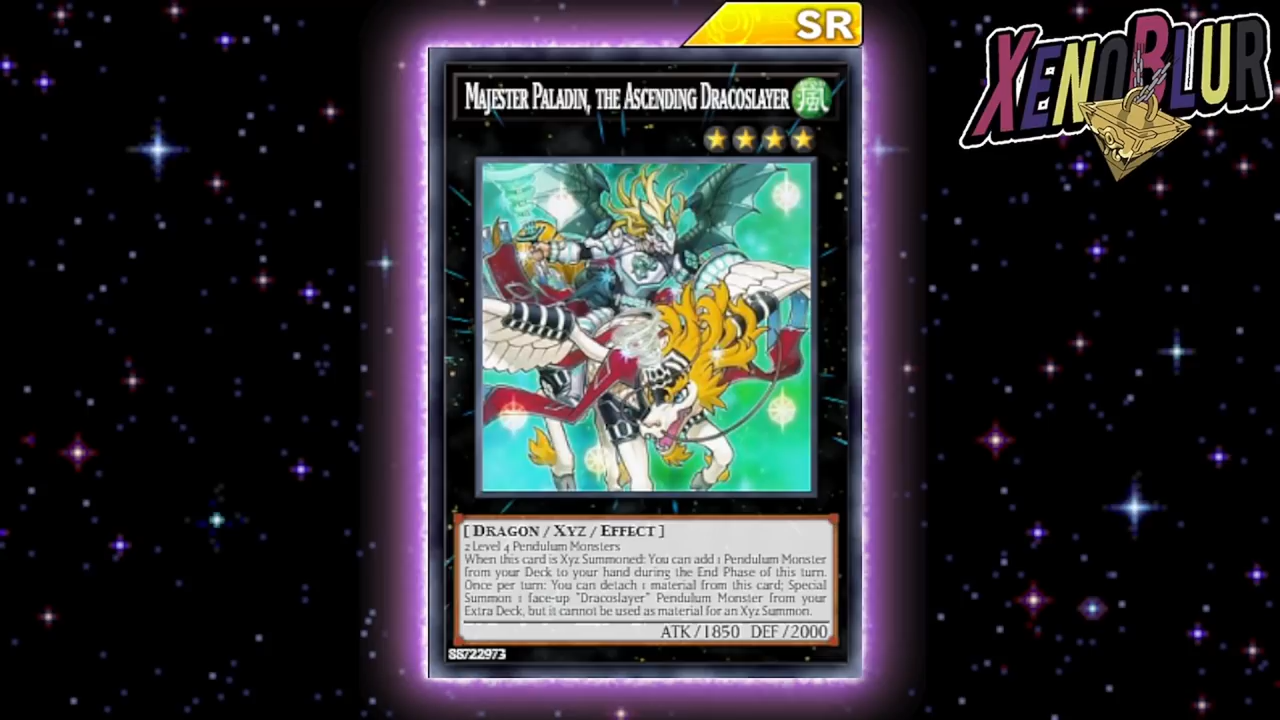 SR
XENOBLUR
MAJESTER PALADIN, THE ASCENDING DRACOSLAYER 風
[ DRAGON / XYZ / EFFECT ]
2 Level 4 Pendulum Monsters
When this card is Xyz Summoned: You can add 1 Pendulum Monster
from your Deck to your hand during the End Phase of this turn.
Once per turn: You can detach 1 material from this card; Special
Summon 1 face-up "Dracoslayer" Pendulum Monster from your
Extra Deck, but it cannot be used as material for an Xyz Summon.
ATK/1850 DEF/2000
88722973